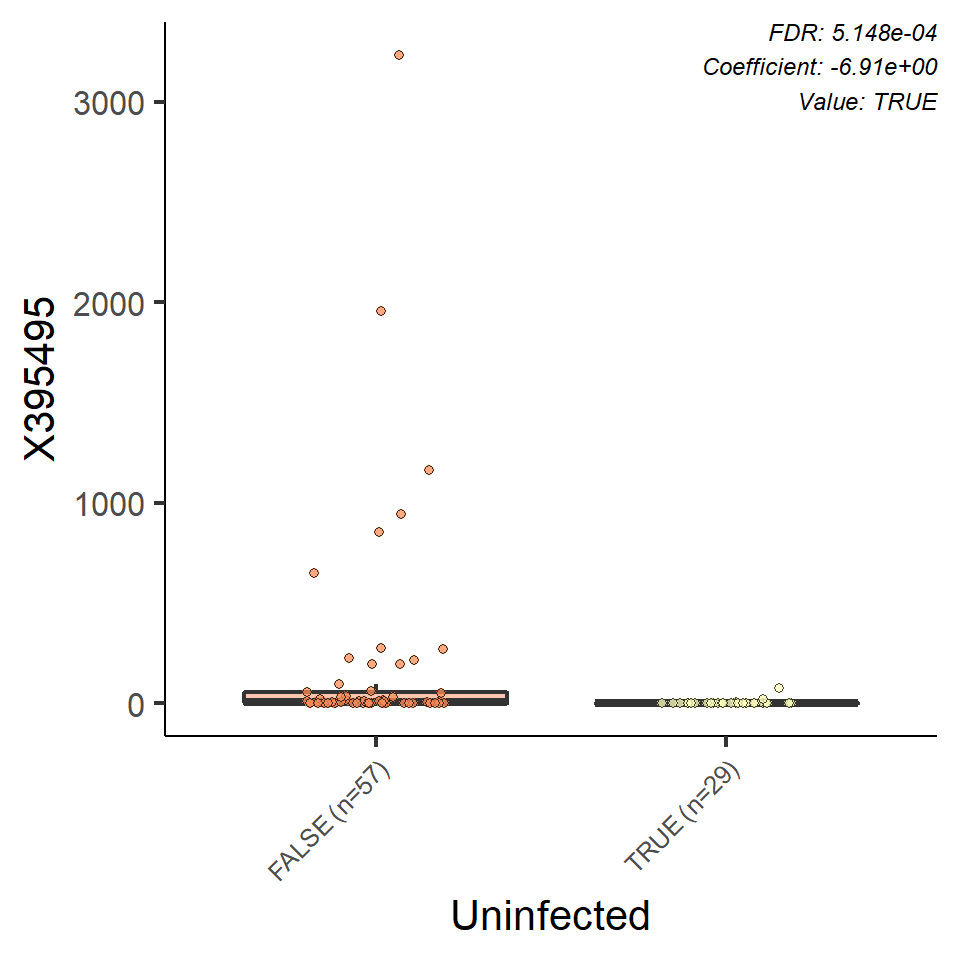 FDR: 5.148e-04
Coefficient: -6.91e+00
Value: TRUE
3000
2000
1000
0
X395495
FALSE (n=57)
TRUE (n=29)
Uninfected